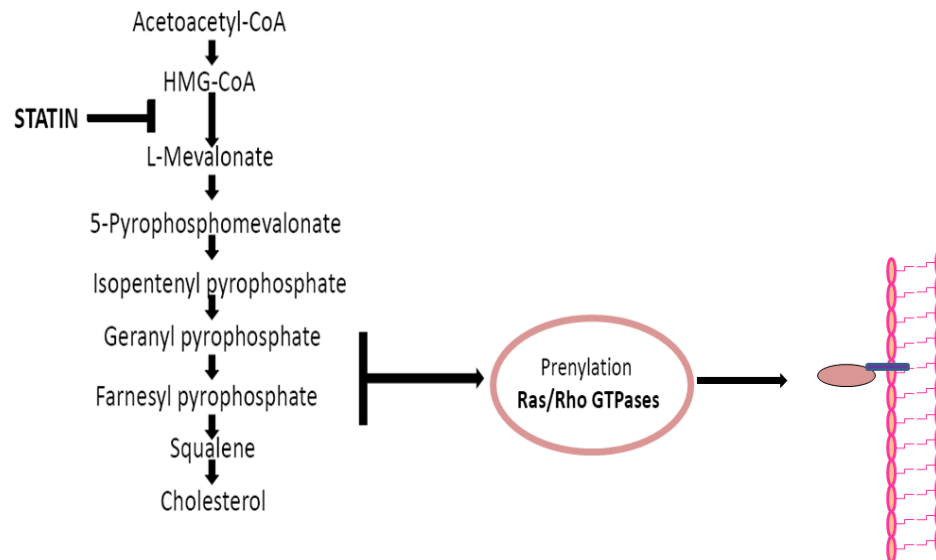 Acetoacetyl-CoA
HMG-CoA
STATIN
L-Mevalonate
5-Pyrophosphomevalonate
Isopentenyl pyrophosphate
Geranyl pyrophosphate
Farnesyl pyrophosphate
Squalene
Cholesterol
Prenylation
Ras/Rho GTPases